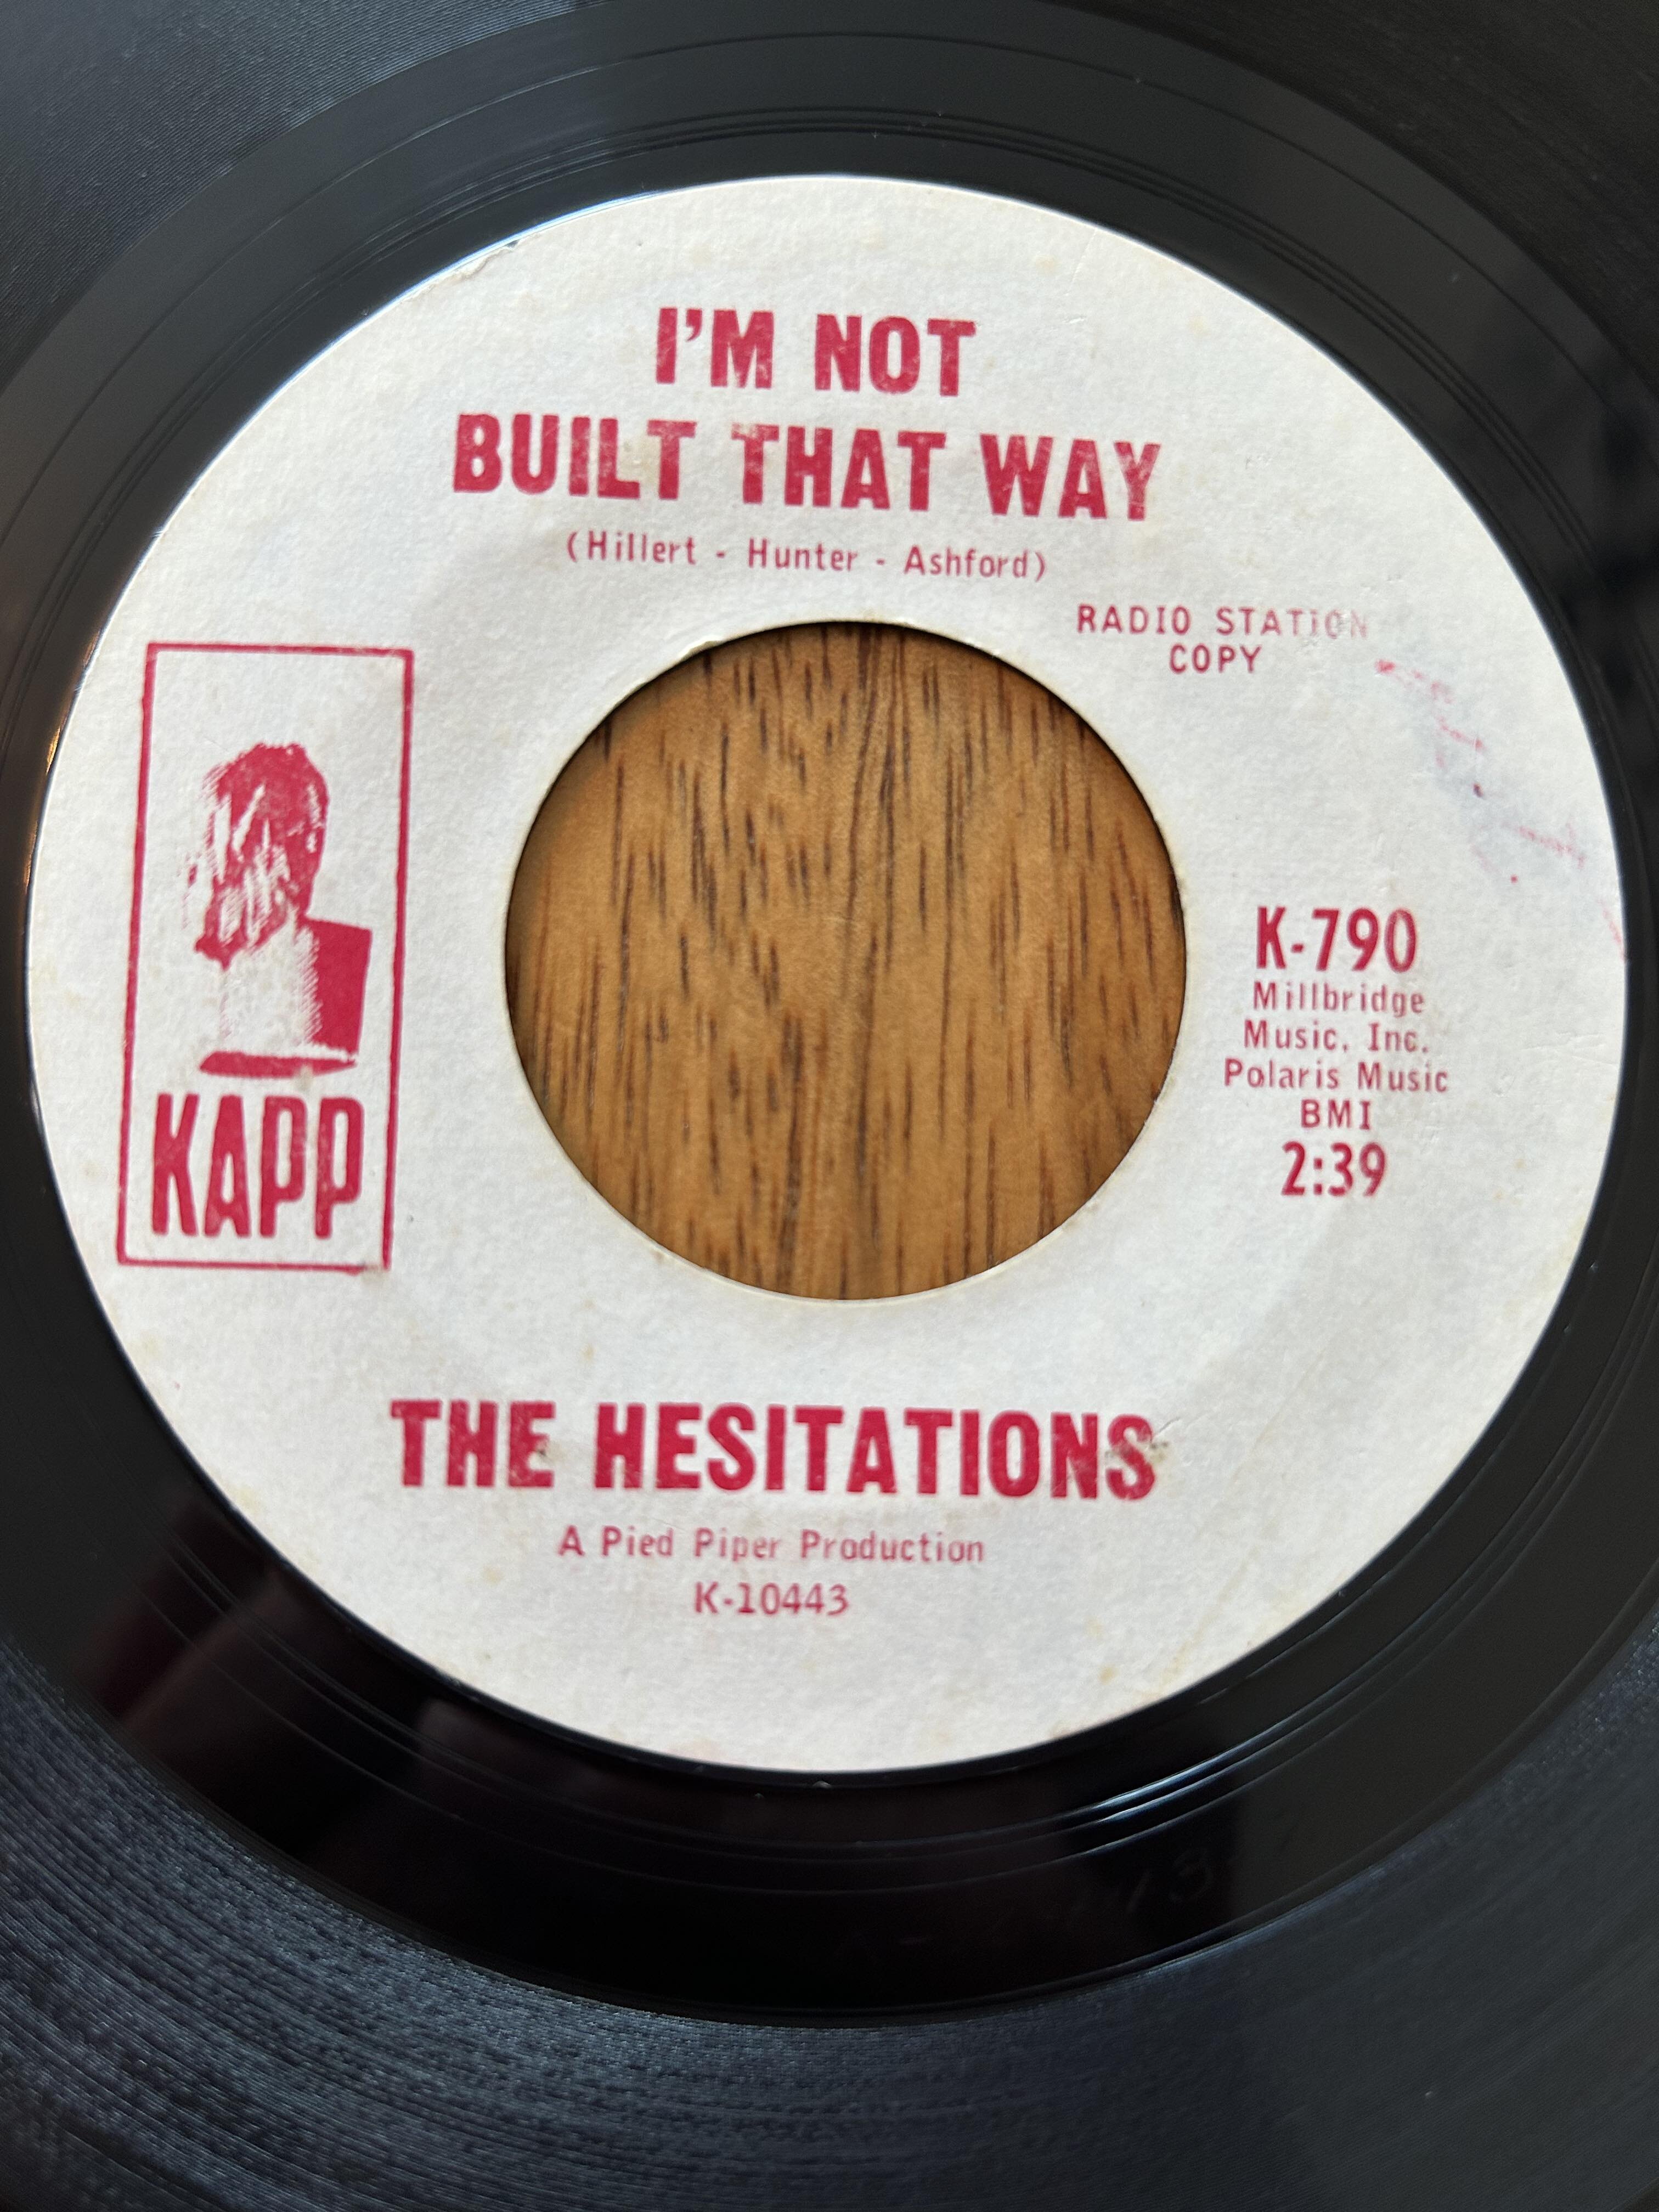 I'M NOT
BUILT THAT WAY
(Hillert - Hunter - Ashford)
RADIO STATION
COPY
KAPP
K-790
Millbridge
Music, Inc.
Polaris Music
BMI
2:39
THE HESITATIONS
A Pied Piper Production
K-10443